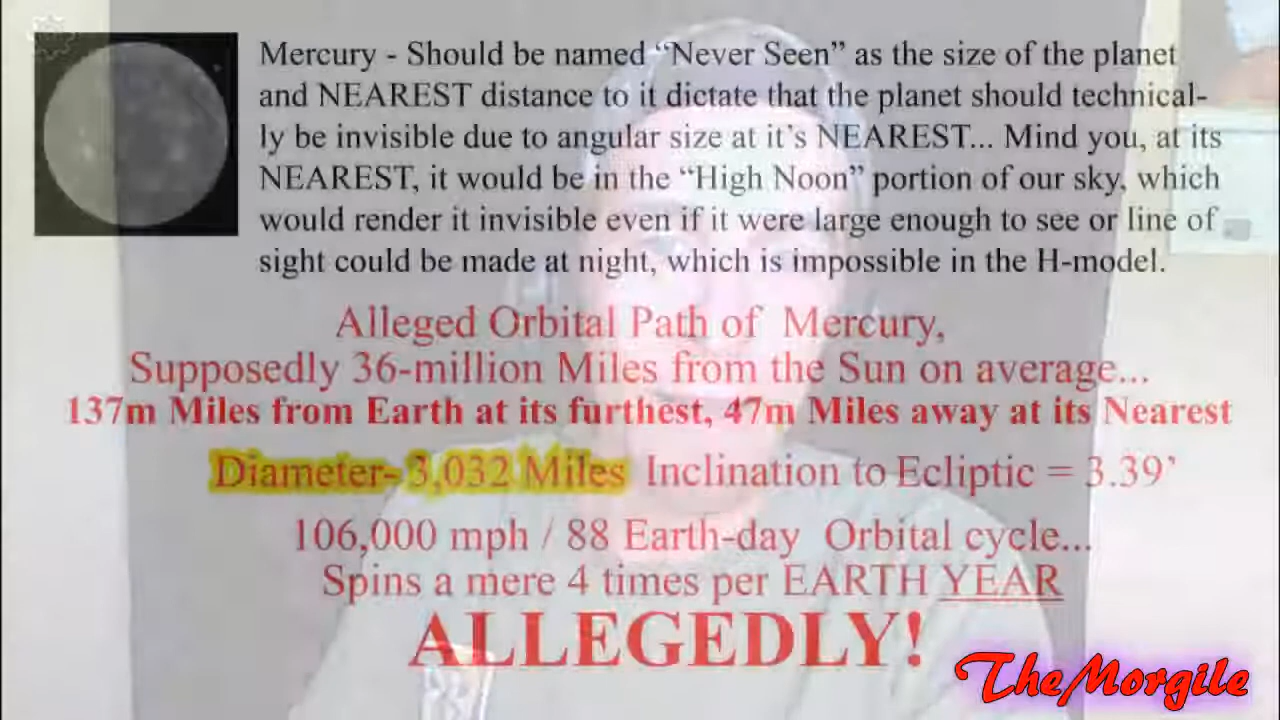 Mercury - Should be named “Never Seen” as the size of the planet
and NEAREST distance to it dictate that the planet should technical-
ly be invisible due to angular size at it’s NEAREST... Mind you, at its
NEAREST, it would be in the “High Noon” portion of our sky, which
would render it invisible even if it were large enough to see or line of
sight could be made at night, which is impossible in the H-model.
Alleged Orbital Path of Mercury,
Supposedly 36-million Miles from the Sun on average...
137m Miles from Earth at its furthest, 47m Miles away at its Nearest
Diameter- 3,032 Miles Inclination to Ecliptic = 3.39’
106,000 mph / 88 Earth-day Orbital cycle...
Spins a mere 4 times per EARTH YEAR
ALLEGEDLY!
TheMorgile